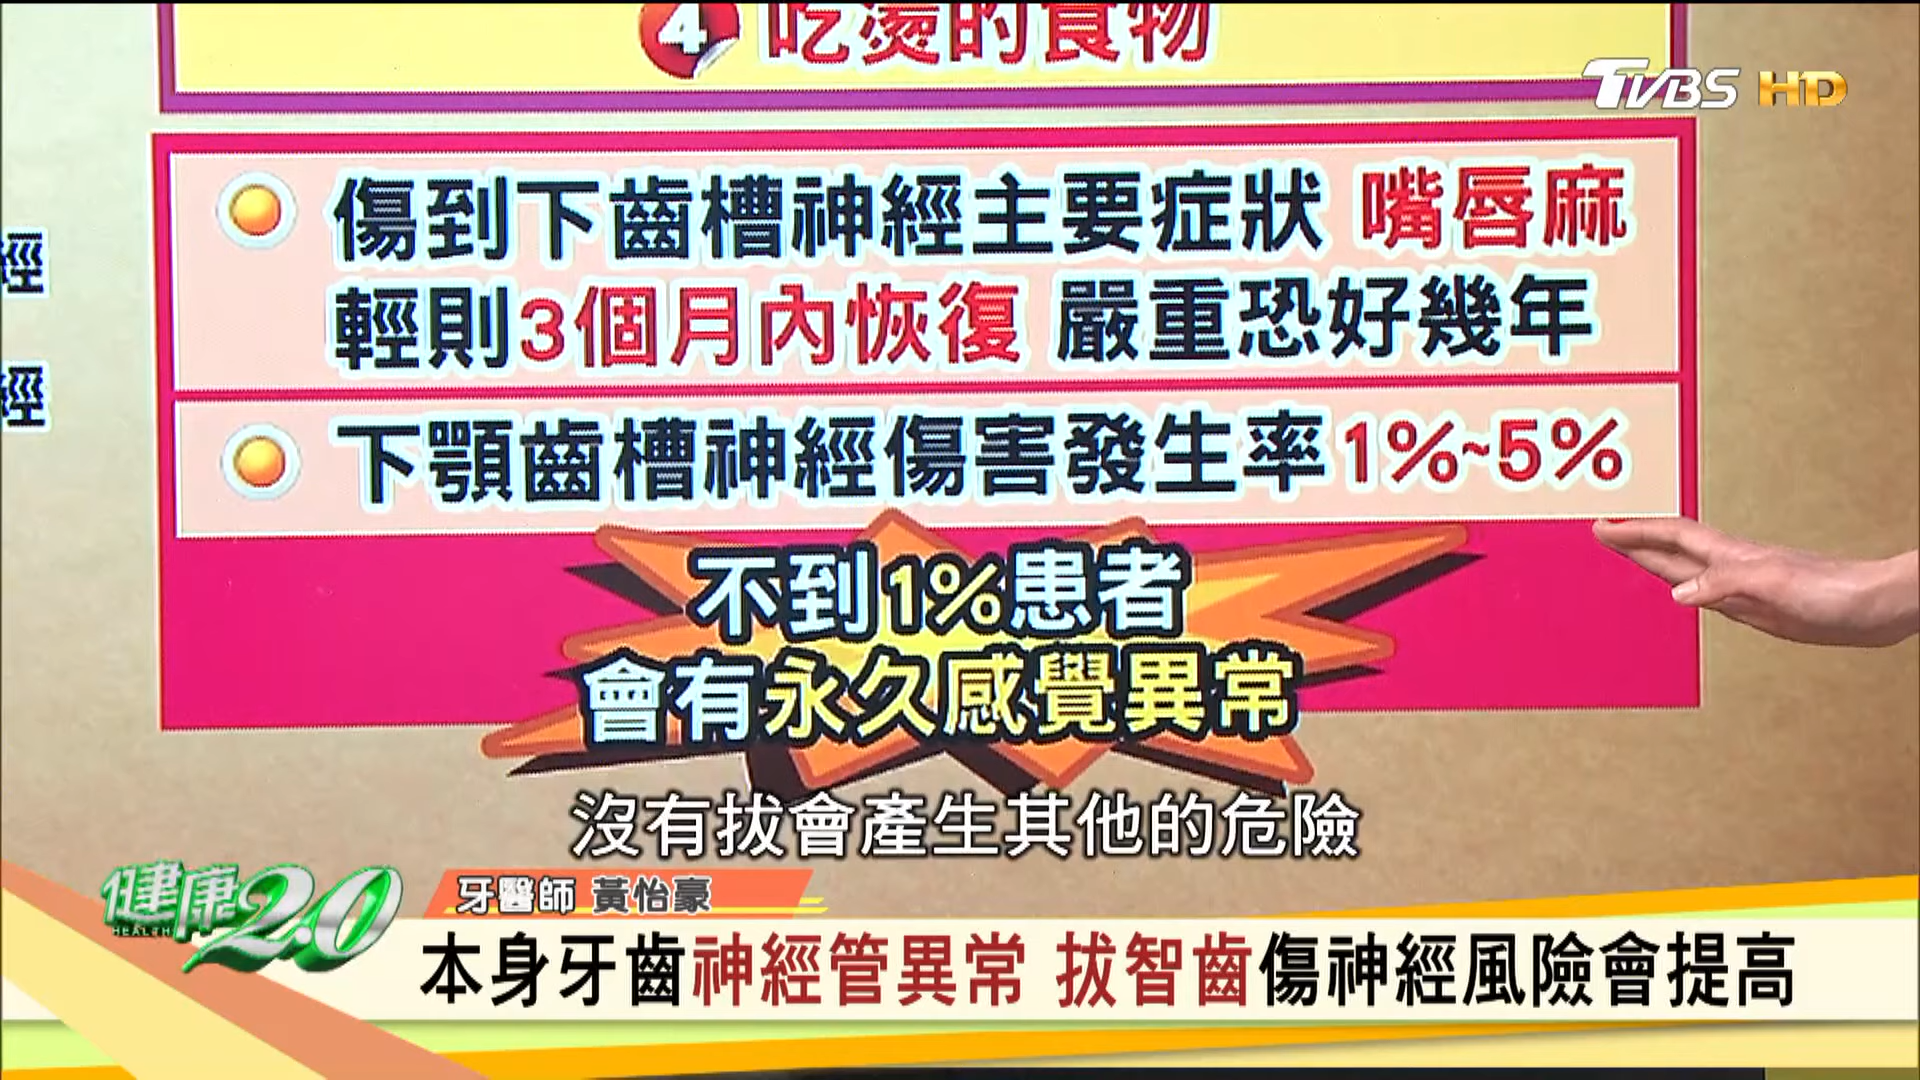 4 吃燙的食物
TVBS HD
傷到下齒槽神經主要症狀 嘴唇麻
輕則3個月內恢復 嚴重恐好幾年
經
經
下顎齒槽神經傷害發生率1%~5%
不到1%患者
會有永久感覺異常
沒有拔會產生其他的危險
健康2.0
HEALTH
牙醫師 黃怡豪
本身牙齒神經管異常 拔智齒傷神經風險會提高